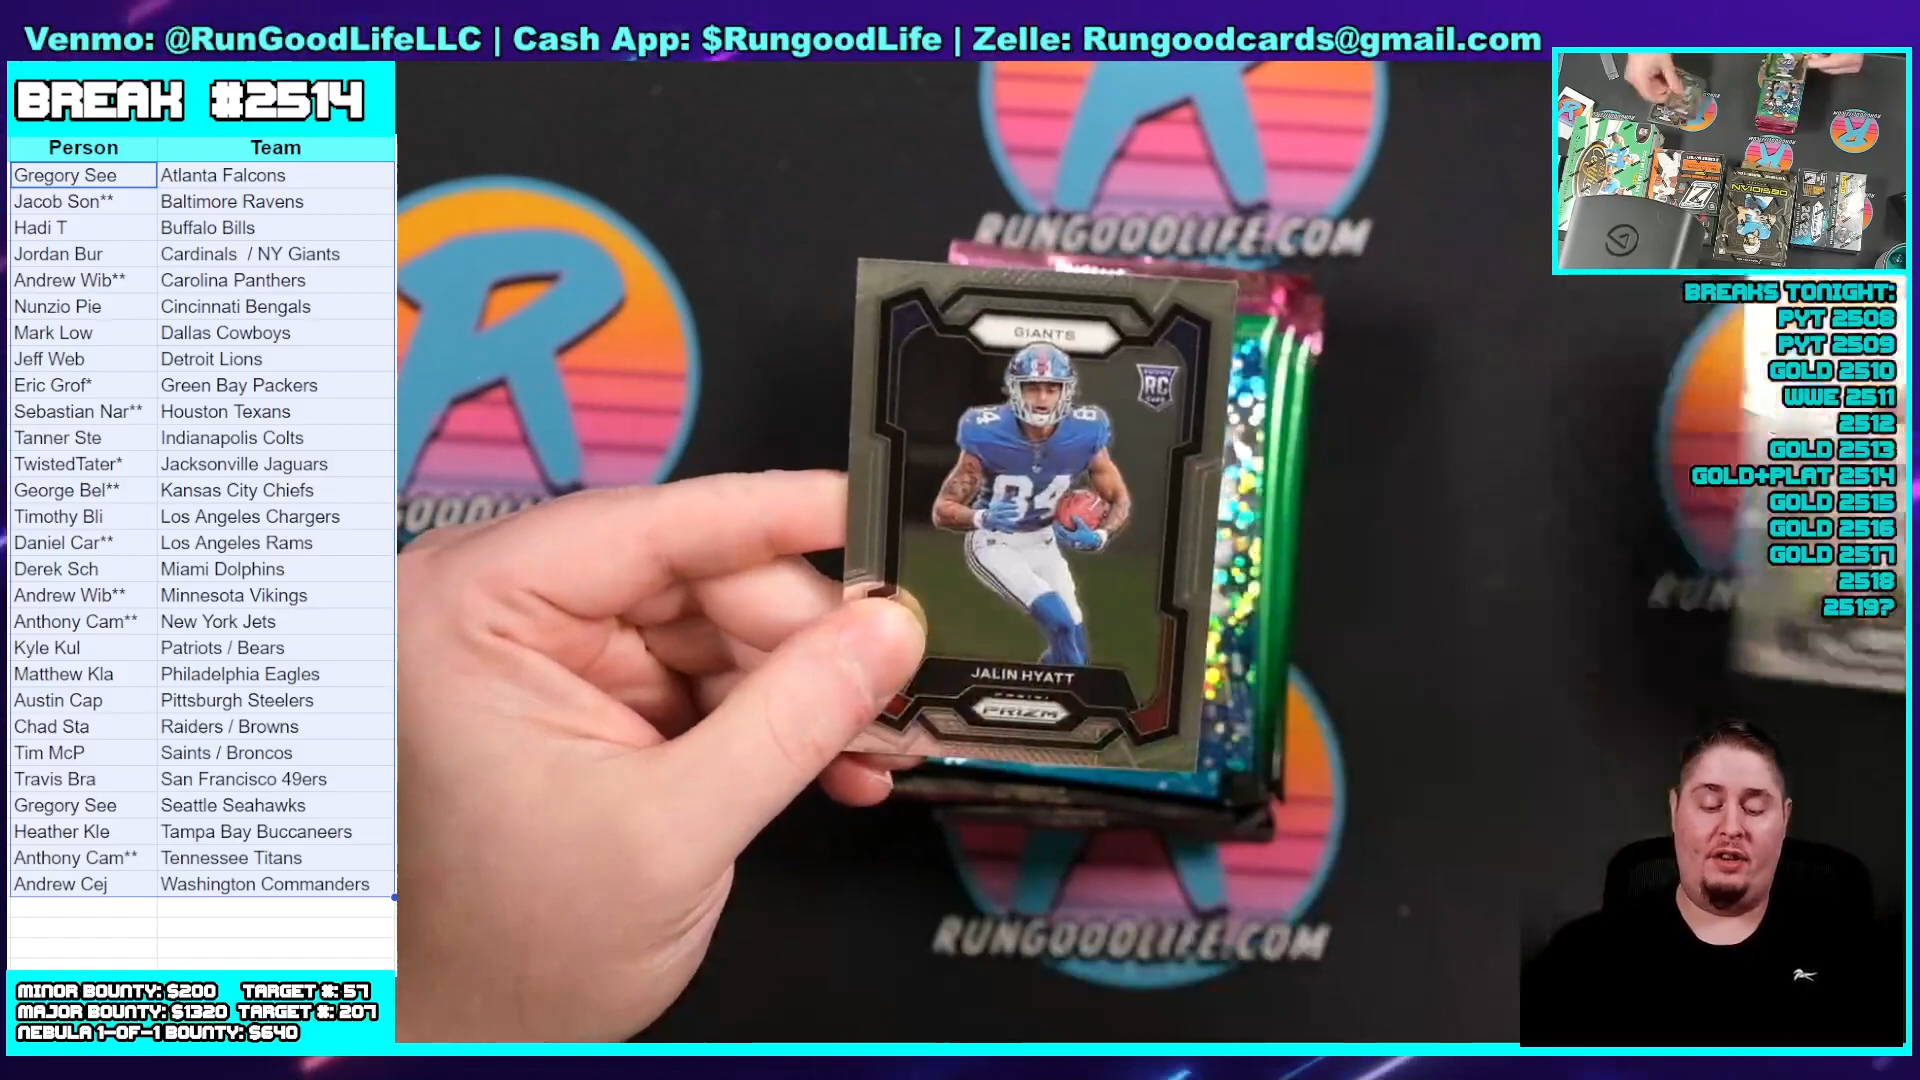 Venmo: @RunGoodLifeLLC | Cash App: $RungoodLife | Zelle: Rungoodcards@gmail.com
BREAK #2514
Person Team
Gregory See Atlanta Falcons
Jacob Son** Baltimore Ravens
Hadi T Buffalo Bills
Jordan Bur Cardinals / NY Giants
Andrew Wib** Carolina Panthers
Nunzio Pie Cincinnati Bengals
Mark Low Dallas Cowboys
Jeff Web Detroit Lions
Eric Grof* Green Bay Packers
Sebastian Nar** Houston Texans
Tanner Ste Indianapolis Colts
TwistedTater* Jacksonville Jaguars
George Bel** Kansas City Chiefs
Timothy Bli Los Angeles Chargers
Daniel Car** Los Angeles Rams
Derek Sch Miami Dolphins
Andrew Wib** Minnesota Vikings
Anthony Cam** New York Jets
Kyle Kul Patriots / Bears
Matthew Kla Philadelphia Eagles
Austin Cap Pittsburgh Steelers
Chad Sta Raiders / Browns
Tim McP Saints / Broncos
Travis Bra San Francisco 49ers
Gregory See Seattle Seahawks
Heather Kle Tampa Bay Buccaneers
Anthony Cam** Tennessee Titans
Andrew Cej Washington Commanders
MINOR BOUNTY: $200 TARGET #: 57
MAJOR BOUNTY: $1320 TARGET #: 207
NEBULA 1-OF-1 BOUNTY: $640
R
RUNGOODLIFE.COM
GIANTS
RC
84
84
84
JALIN HYATT
PANINI
PRIZM
RUNGOODLIFE.COM
OBSIDIAN
BREAKS TONIGHT:
PYT 2508
PYT 2509
GOLD 2510
WWE 2511
2512
GOLD 2513
GOLD+PLAT 2514
GOLD 2515
GOLD 2516
GOLD 2517
2518
2519?